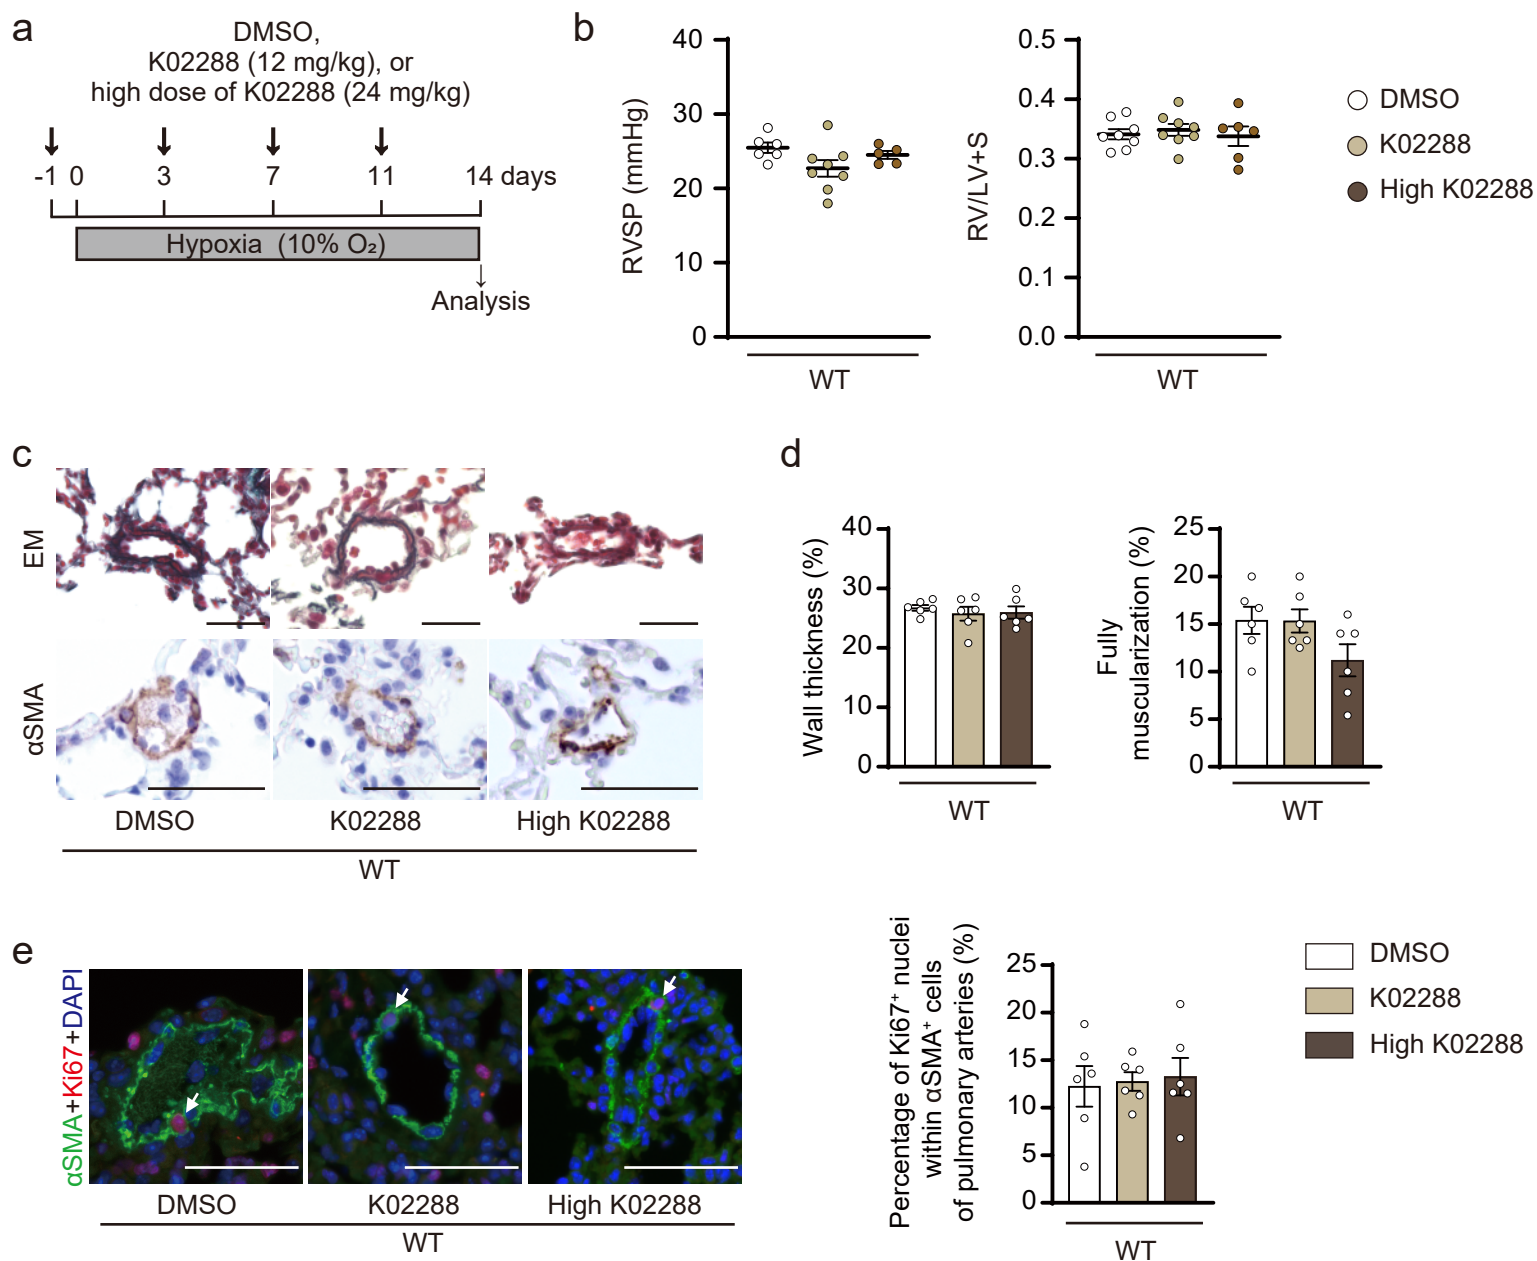 a
DMSO,
K02288 (12 mg/kg), or
high dose of K02288 (24 mg/kg)
-1 0 3 7 11 14 days
Hypoxia (10% O₂)
Analysis
b
RVSP (mmHg)
40
30
20
10
0
WT
RV/LV+S
0.5
0.4
0.3
0.2
0.1
0.0
WT
DMSO
K02288
High K02288
c
EM
αSMA
DMSO K02288 High K02288
WT
d
Wall thickness (%)
40
30
20
10
0
WT
Fully
muscularization (%)
25
20
15
10
5
0
WT
e
αSMA+Ki67+DAPI
DMSO K02288 High K02288
WT
Percentage of Ki67⁺ nuclei
within αSMA⁺ cells
of pulmonary arteries (%)
25
20
15
10
5
0
WT
DMSO
K02288
High K02288